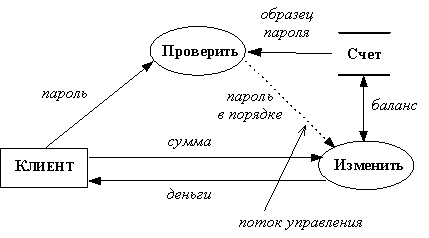 образец
пароля
Проверить
Счет
пароль
пароль
в порядке
баланс
сумма
КЛИЕНТ
Изменить
деньги
поток управления